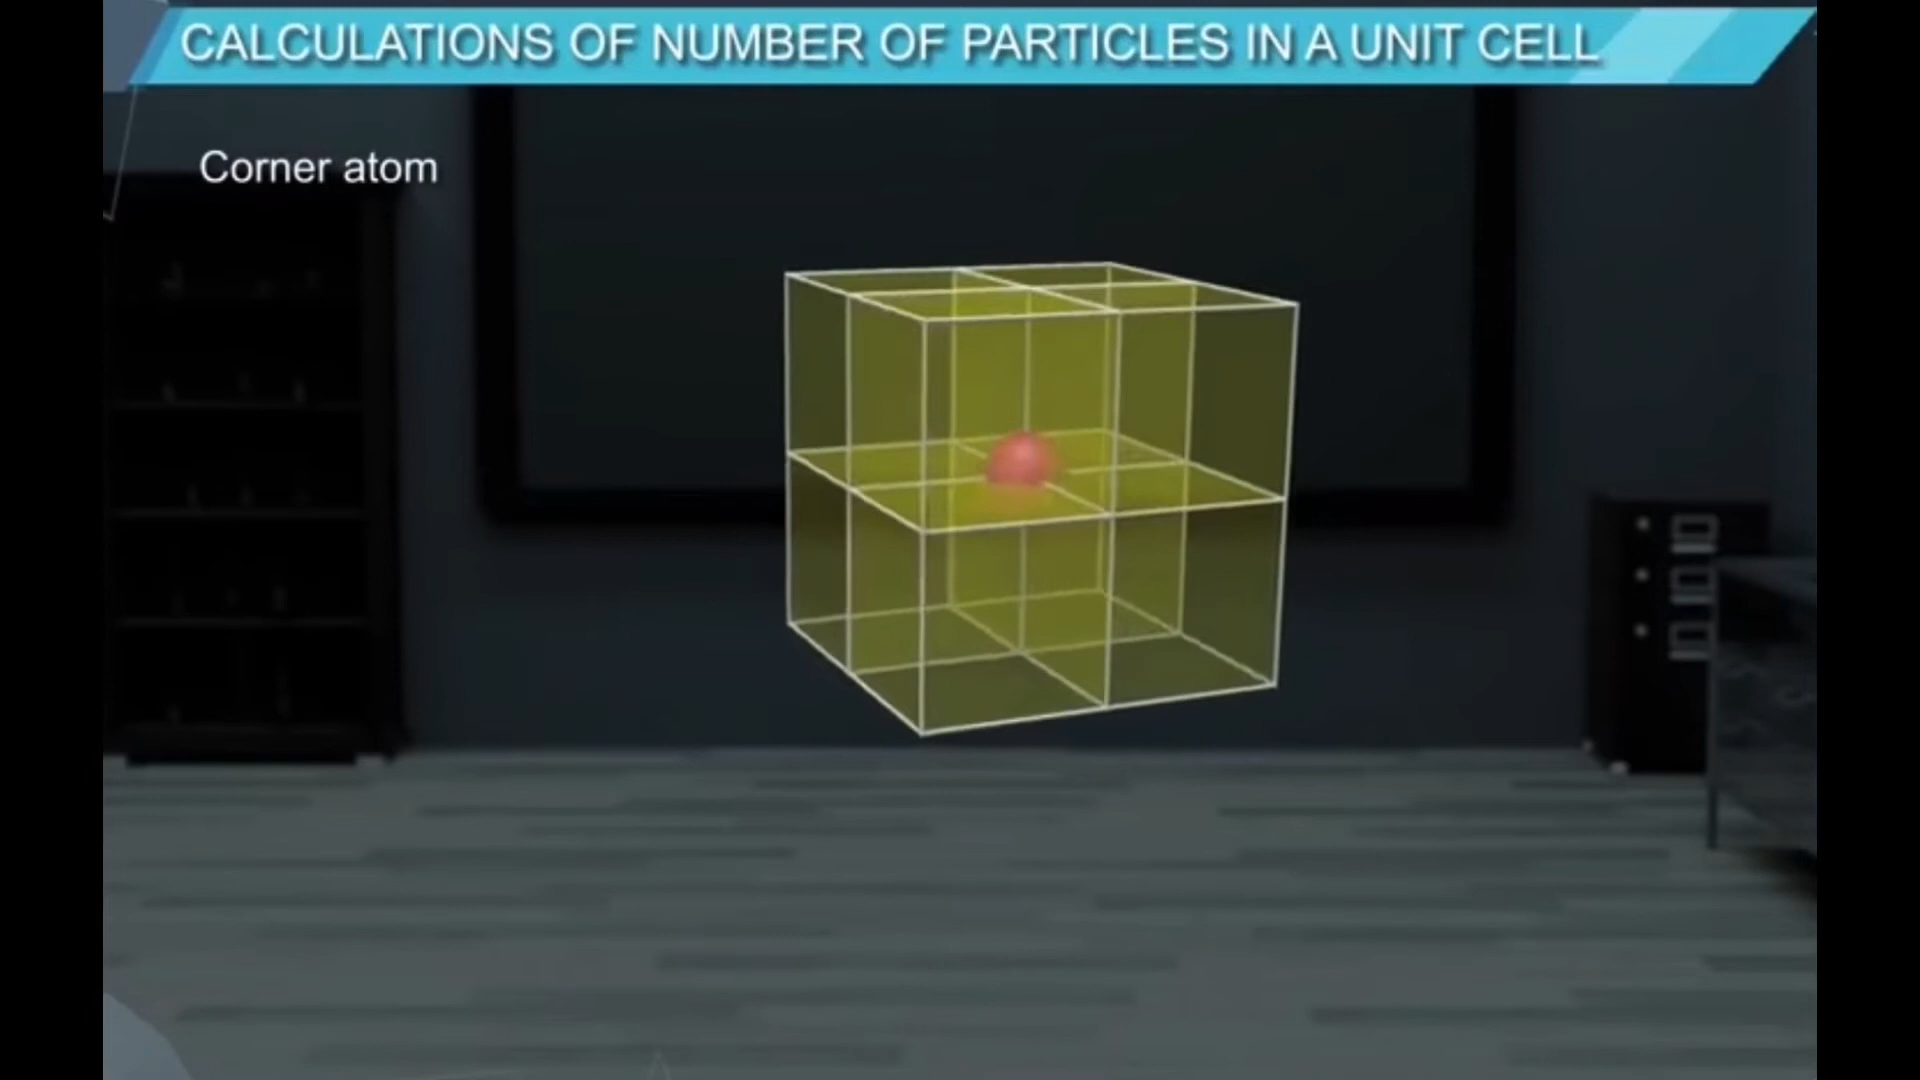 CALCULATIONS OF NUMBER OF PARTICLES IN A UNIT CELL
Corner atom